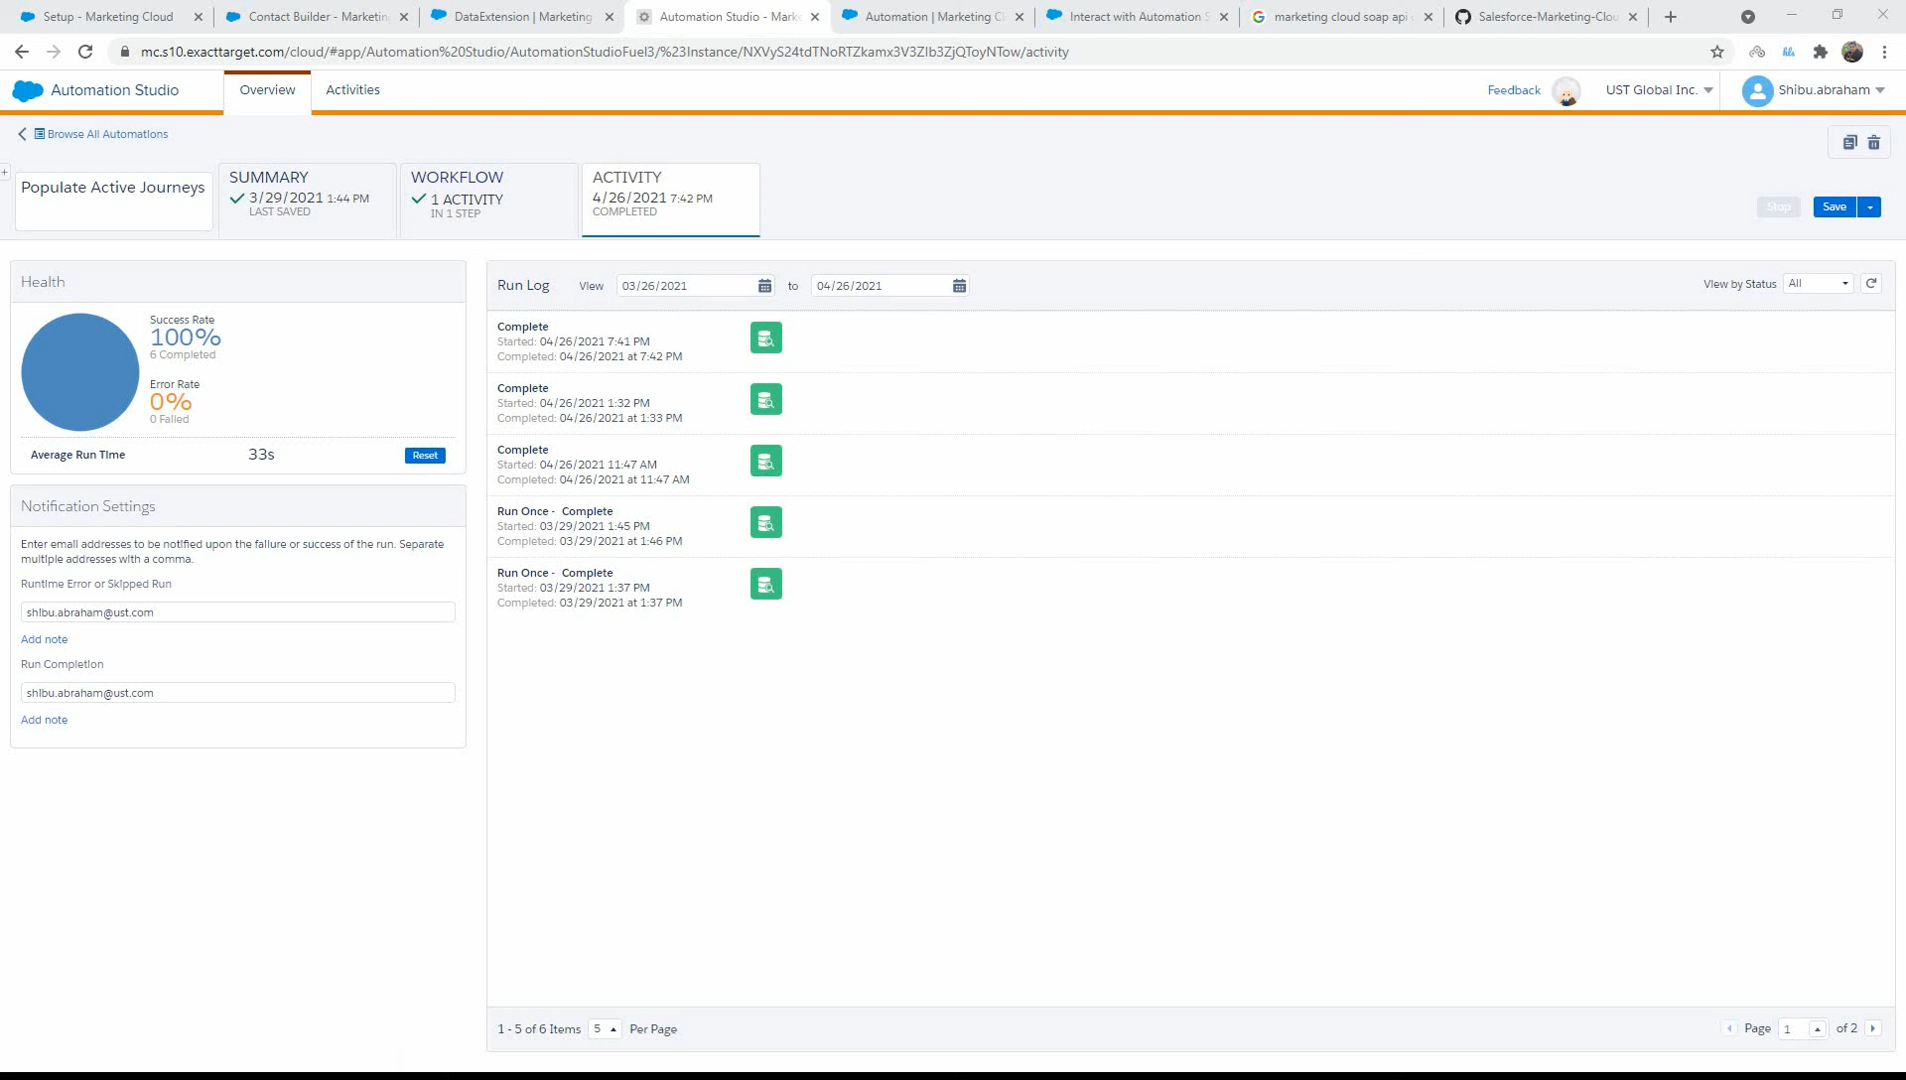 Setup - Marketing Cloud
Contact Builder - Marketin
DataExtension | Marketing
Automation Studio - Mark
Automation | Marketing C
Interact with Automation S
marketing cloud soap api
Salesforce-Marketing-Clou
mc.s10.exacttarget.com/cloud/#app/Automation%20Studio/AutomationStudioFuel3/%23Instance/NXVyS24tdTNoRTZkamx3V3ZIb3ZjQToyNTow/activity
Automation Studio
Overview
Activities
Feedback
UST Global Inc.
Shibu.abraham
Browse All Automations
Populate Active Journeys
SUMMARY
3/29/2021 1:44 PM
LAST SAVED
WORKFLOW
1 ACTIVITY
IN 1 STEP
ACTIVITY
4/26/2021 7:42 PM
COMPLETED
Stop
Save
Health
Success Rate
100%
6 Completed
Error Rate
0%
0 Failed
Average Run Time
33s
Reset
Notification Settings
Enter email addresses to be notified upon the failure or success of the run. Separate
multiple addresses with a comma.
Runtime Error or Skipped Run
shibu.abraham@ust.com
Add note
Run Completion
shibu.abraham@ust.com
Add note
Run Log
View
03/26/2021
to
04/26/2021
View by Status
All
Complete
Started: 04/26/2021 7:41 PM
Completed: 04/26/2021 at 7:42 PM
Complete
Started: 04/26/2021 1:32 PM
Completed: 04/26/2021 at 1:33 PM
Complete
Started: 04/26/2021 11:47 AM
Completed: 04/26/2021 at 11:47 AM
Run Once - Complete
Started: 03/29/2021 1:45 PM
Completed: 03/29/2021 at 1:46 PM
Run Once - Complete
Started: 03/29/2021 1:37 PM
Completed: 03/29/2021 at 1:37 PM
1 - 5 of 6 Items
5
Per Page
Page
1
of 2